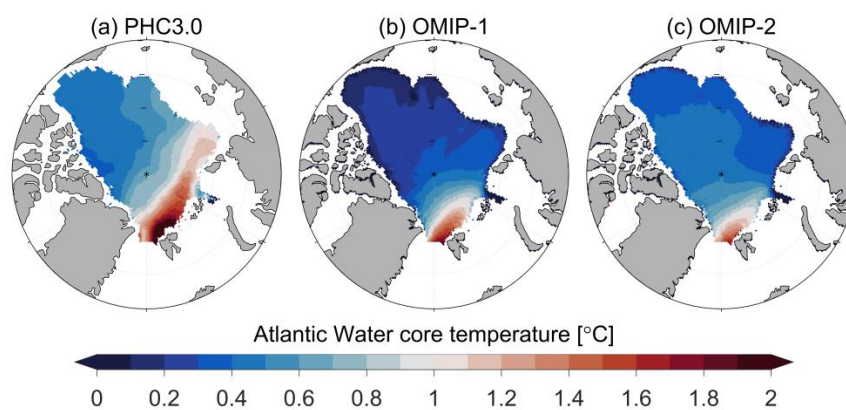 (a) PHC3.0 (b) OMIP-1 (c) OMIP-2
Atlantic Water core temperature [°C]
0 0.2 0.4 0.6 0.8 1 1.2 1.4 1.6 1.8 2